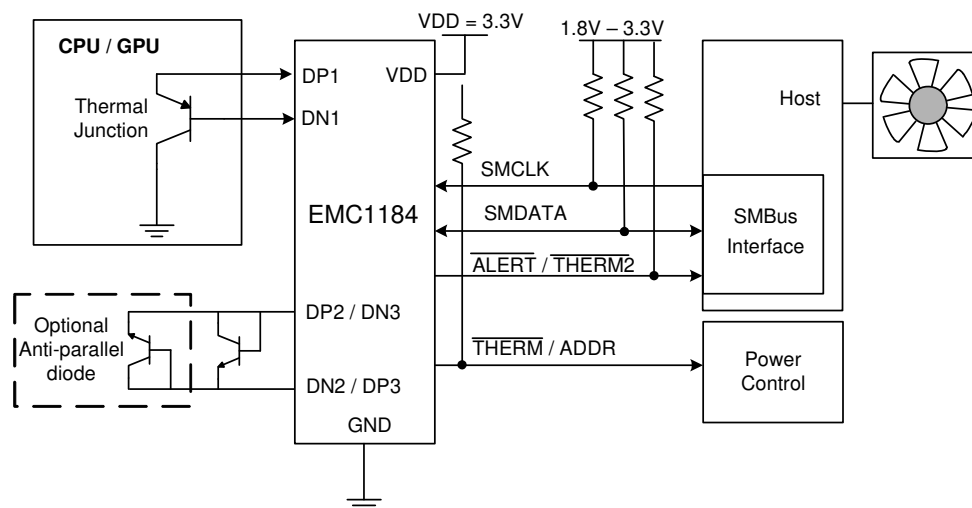 VDD = 3.3V
1.8V – 3.3V
CPU / GPU
DP1
VDD
Thermal
Junction
DN1
Host
SMCLK
EMC1184
SMDATA
SMBus
Interface
ALERT / THERM2
Optional
Anti-parallel
diode
DP2 / DN3
DN2 / DP3
THERM / ADDR
Power
Control
GND